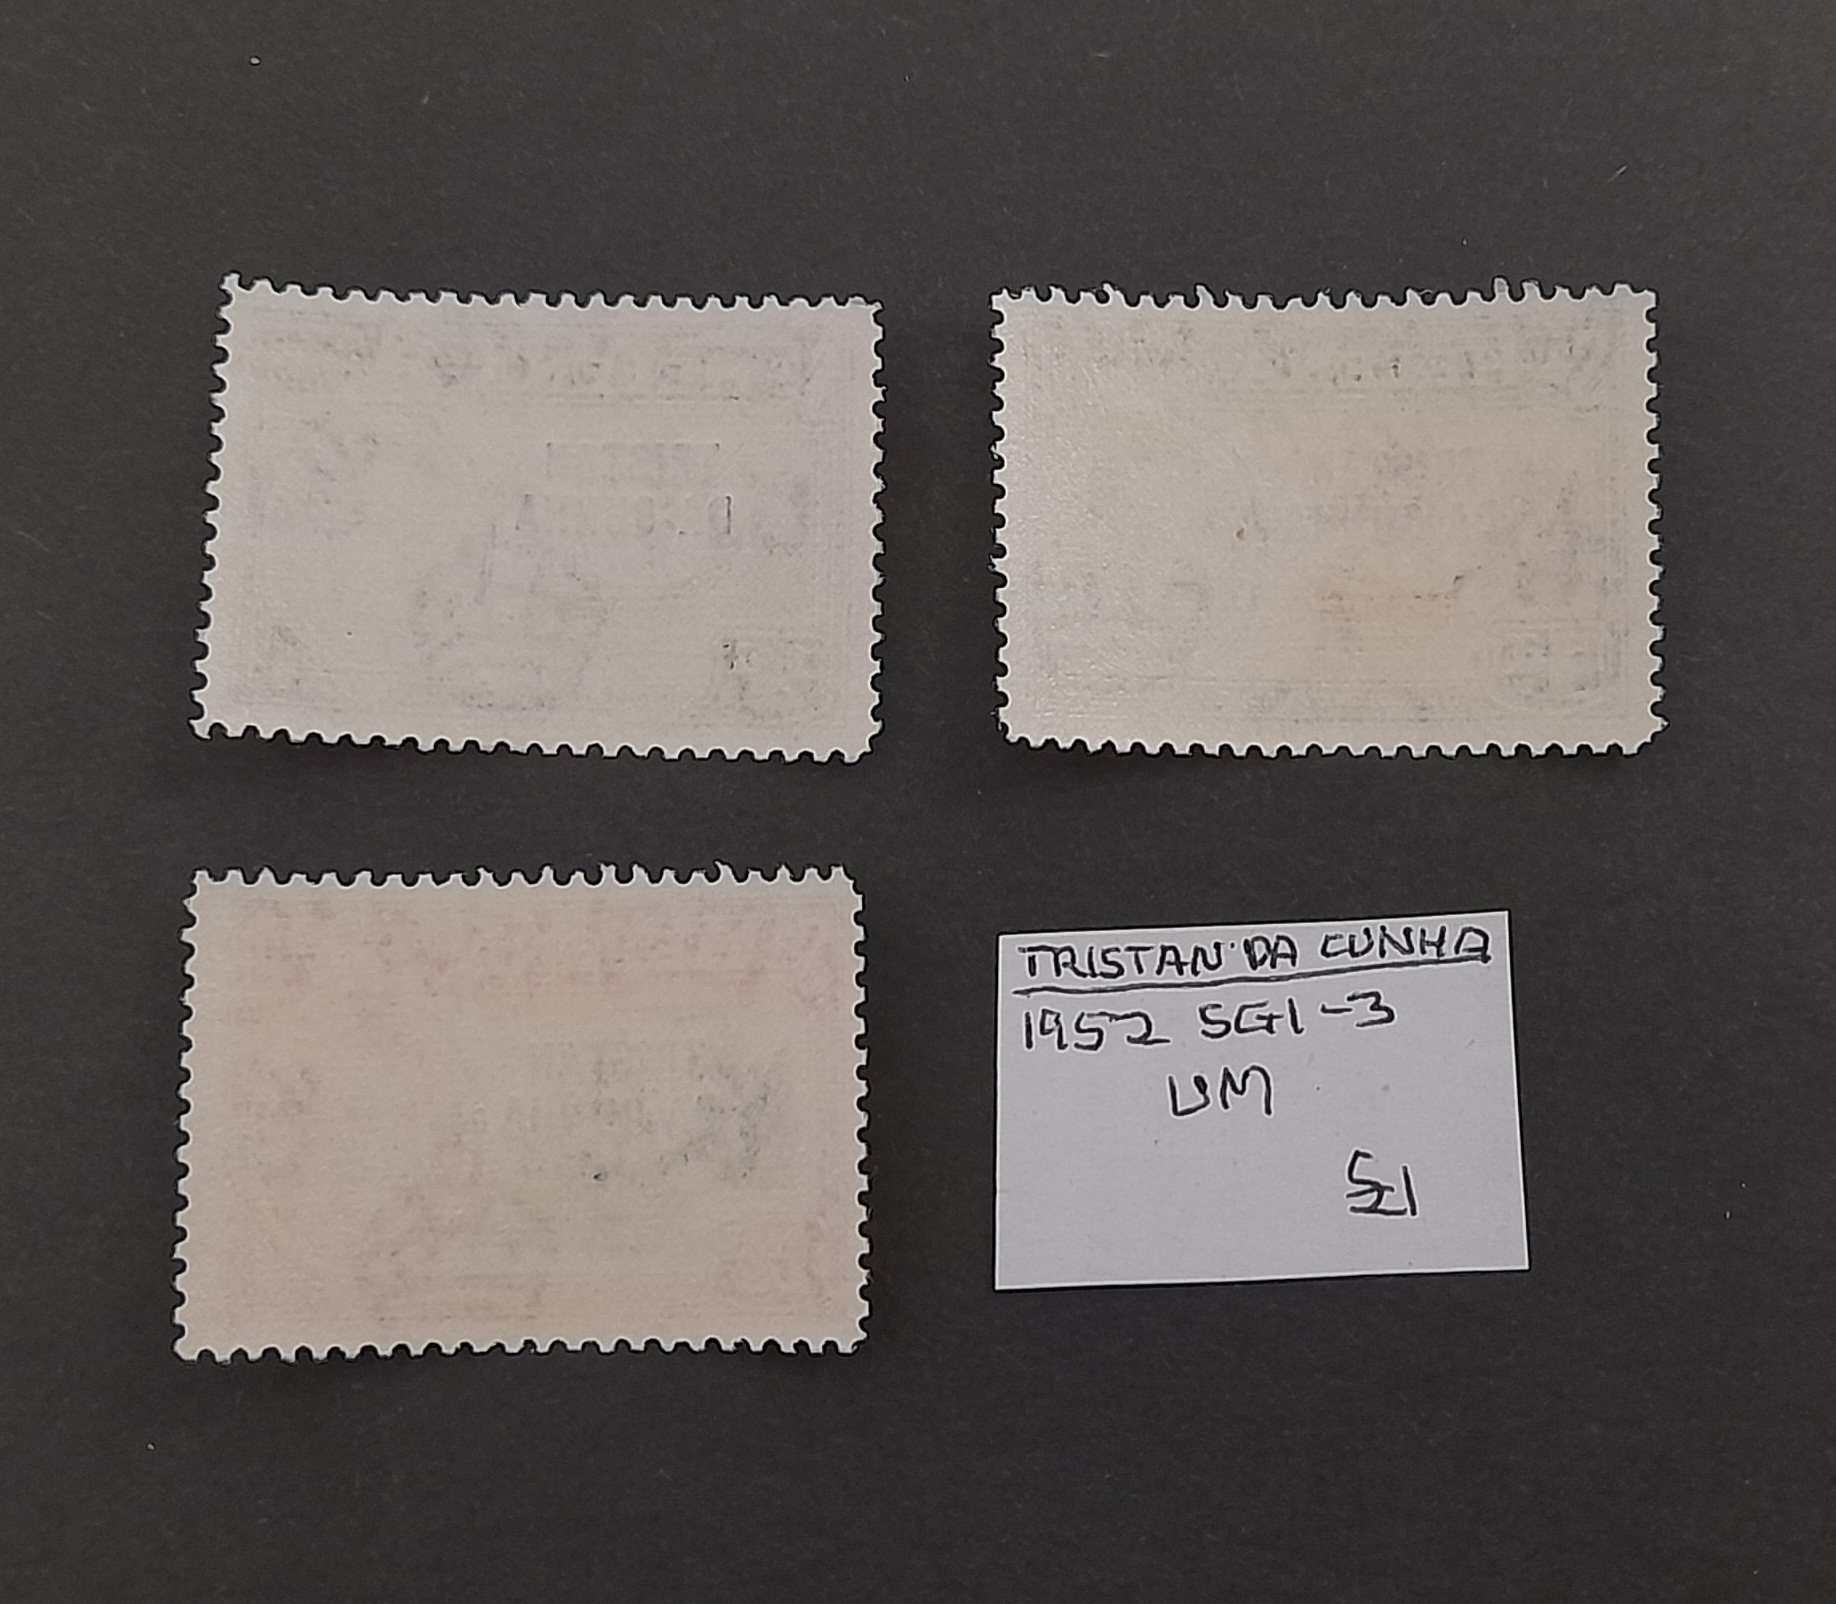 TRISTAN DA CUNHA
1952 SG1-3
UM
£1